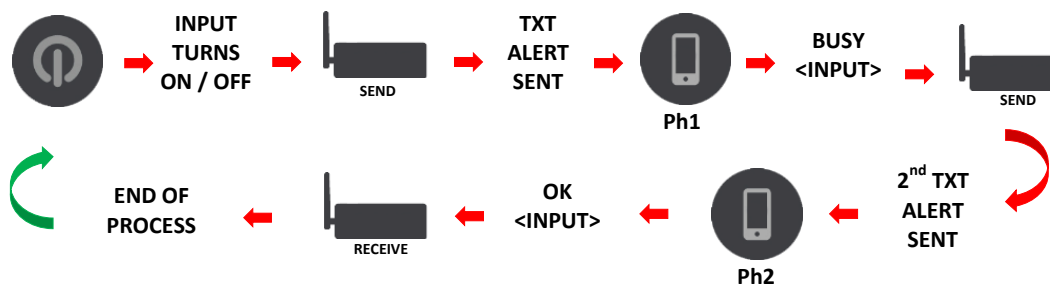 INPUT
TURNS
ON / OFF
SEND
TXT
ALERT
SENT
Ph1
BUSY
<INPUT>
SEND
2nd TXT
ALERT
SENT
Ph2
OK
<INPUT>
RECEIVE
END OF
PROCESS